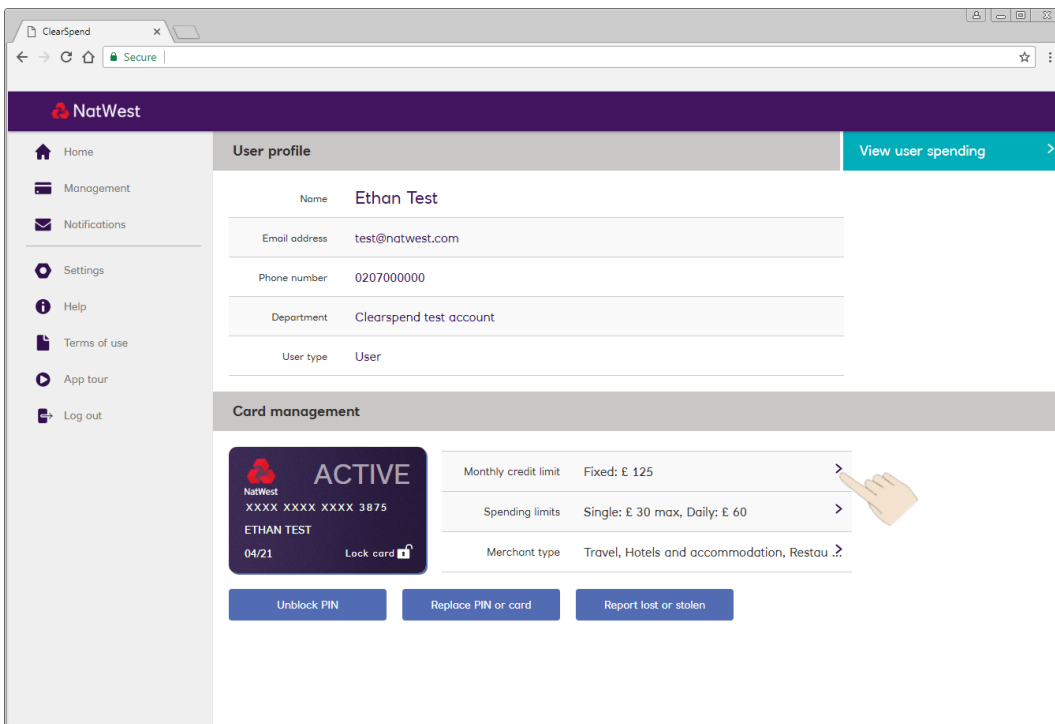 ClearSpend
Secure
NatWest
Home
Management
Notifications
Settings
Help
Terms of use
App tour
Log out
User profile
View user spending
Name Ethan Test
Email address test@natwest.com
Phone number 0207000000
Department Clearspend test account
User type User
Card management
NatWest
ACTIVE
XXXX XXXX XXXX 3875
ETHAN TEST
04/21 Lock card
Monthly credit limit Fixed: £ 125
Spending limits Single: £ 30 max, Daily: £ 60
Merchant type Travel, Hotels and accommodation, Restau ...
Unblock PIN
Replace PIN or card
Report lost or stolen